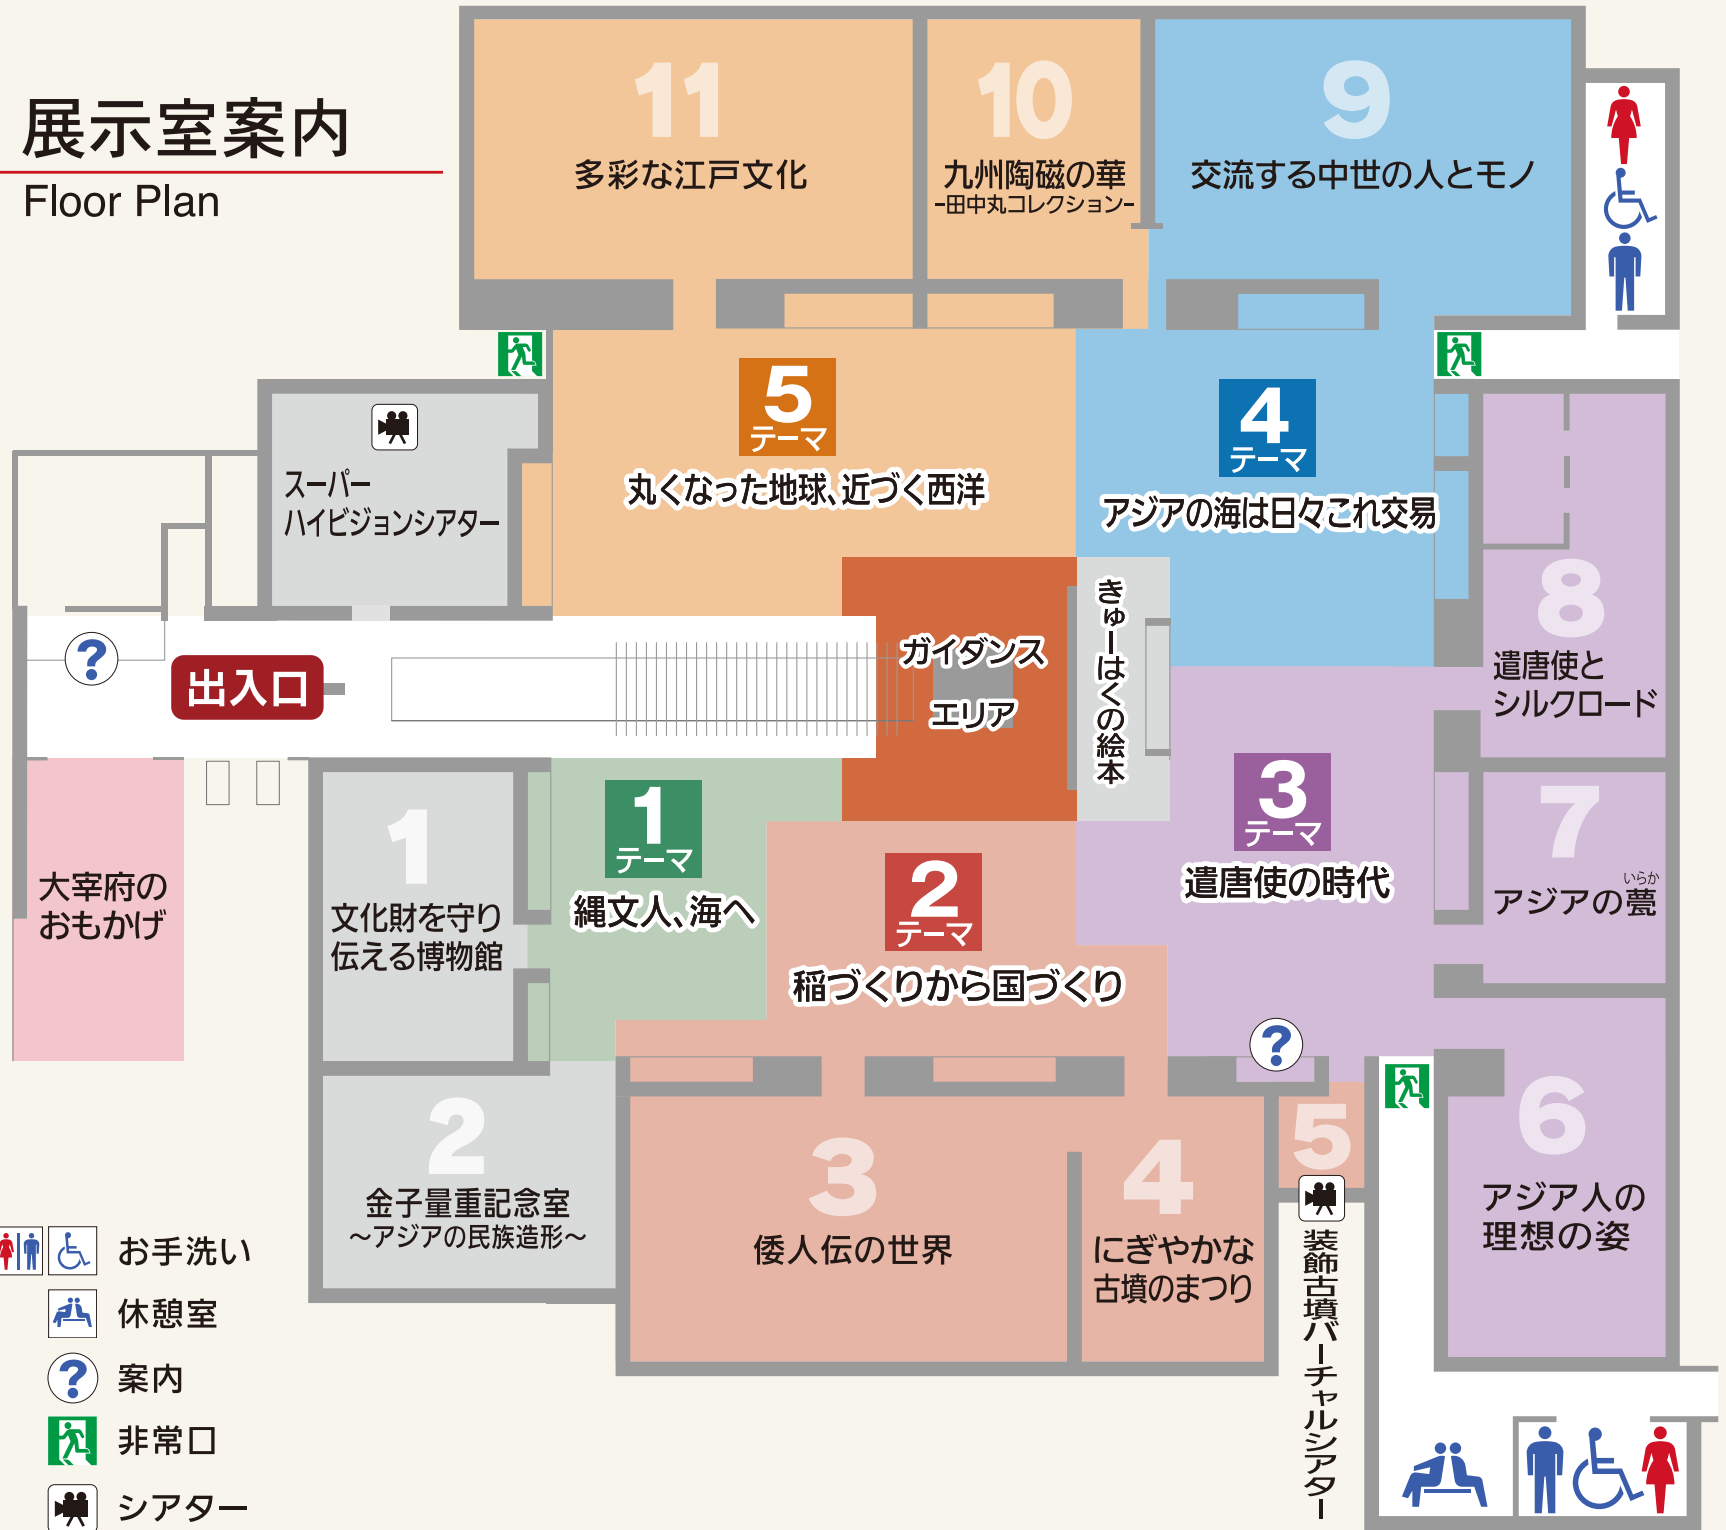 展示室案内
Floor Plan
11
多彩な江戸文化
10
九州陶磁の華
-田中丸コレクション-
9
交流する中世の人とモノ
5
テーマ
丸くなった地球、近づく西洋
4
テーマ
アジアの海は日々これ交易
スーパー
ハイビジョンシアター
8
遣唐使と
シルクロード
?
出入口
ガイダンス
エリア
きゅーはくの絵本
3
テーマ
遣唐使の時代
7
いらか
アジアの甍
大宰府の
おもかげ
1
文化財を守り
伝える博物館
1
テーマ
縄文人、海へ
2
テーマ
稲づくりから国づくり
?
2
金子量重記念室
～アジアの民族造形～
3
倭人伝の世界
4
にぎやかな
古墳のまつり
5
装飾古墳バーチャルシアター
6
アジア人の
理想の姿
お手洗い
休憩室
?
案内
非常口
シアター